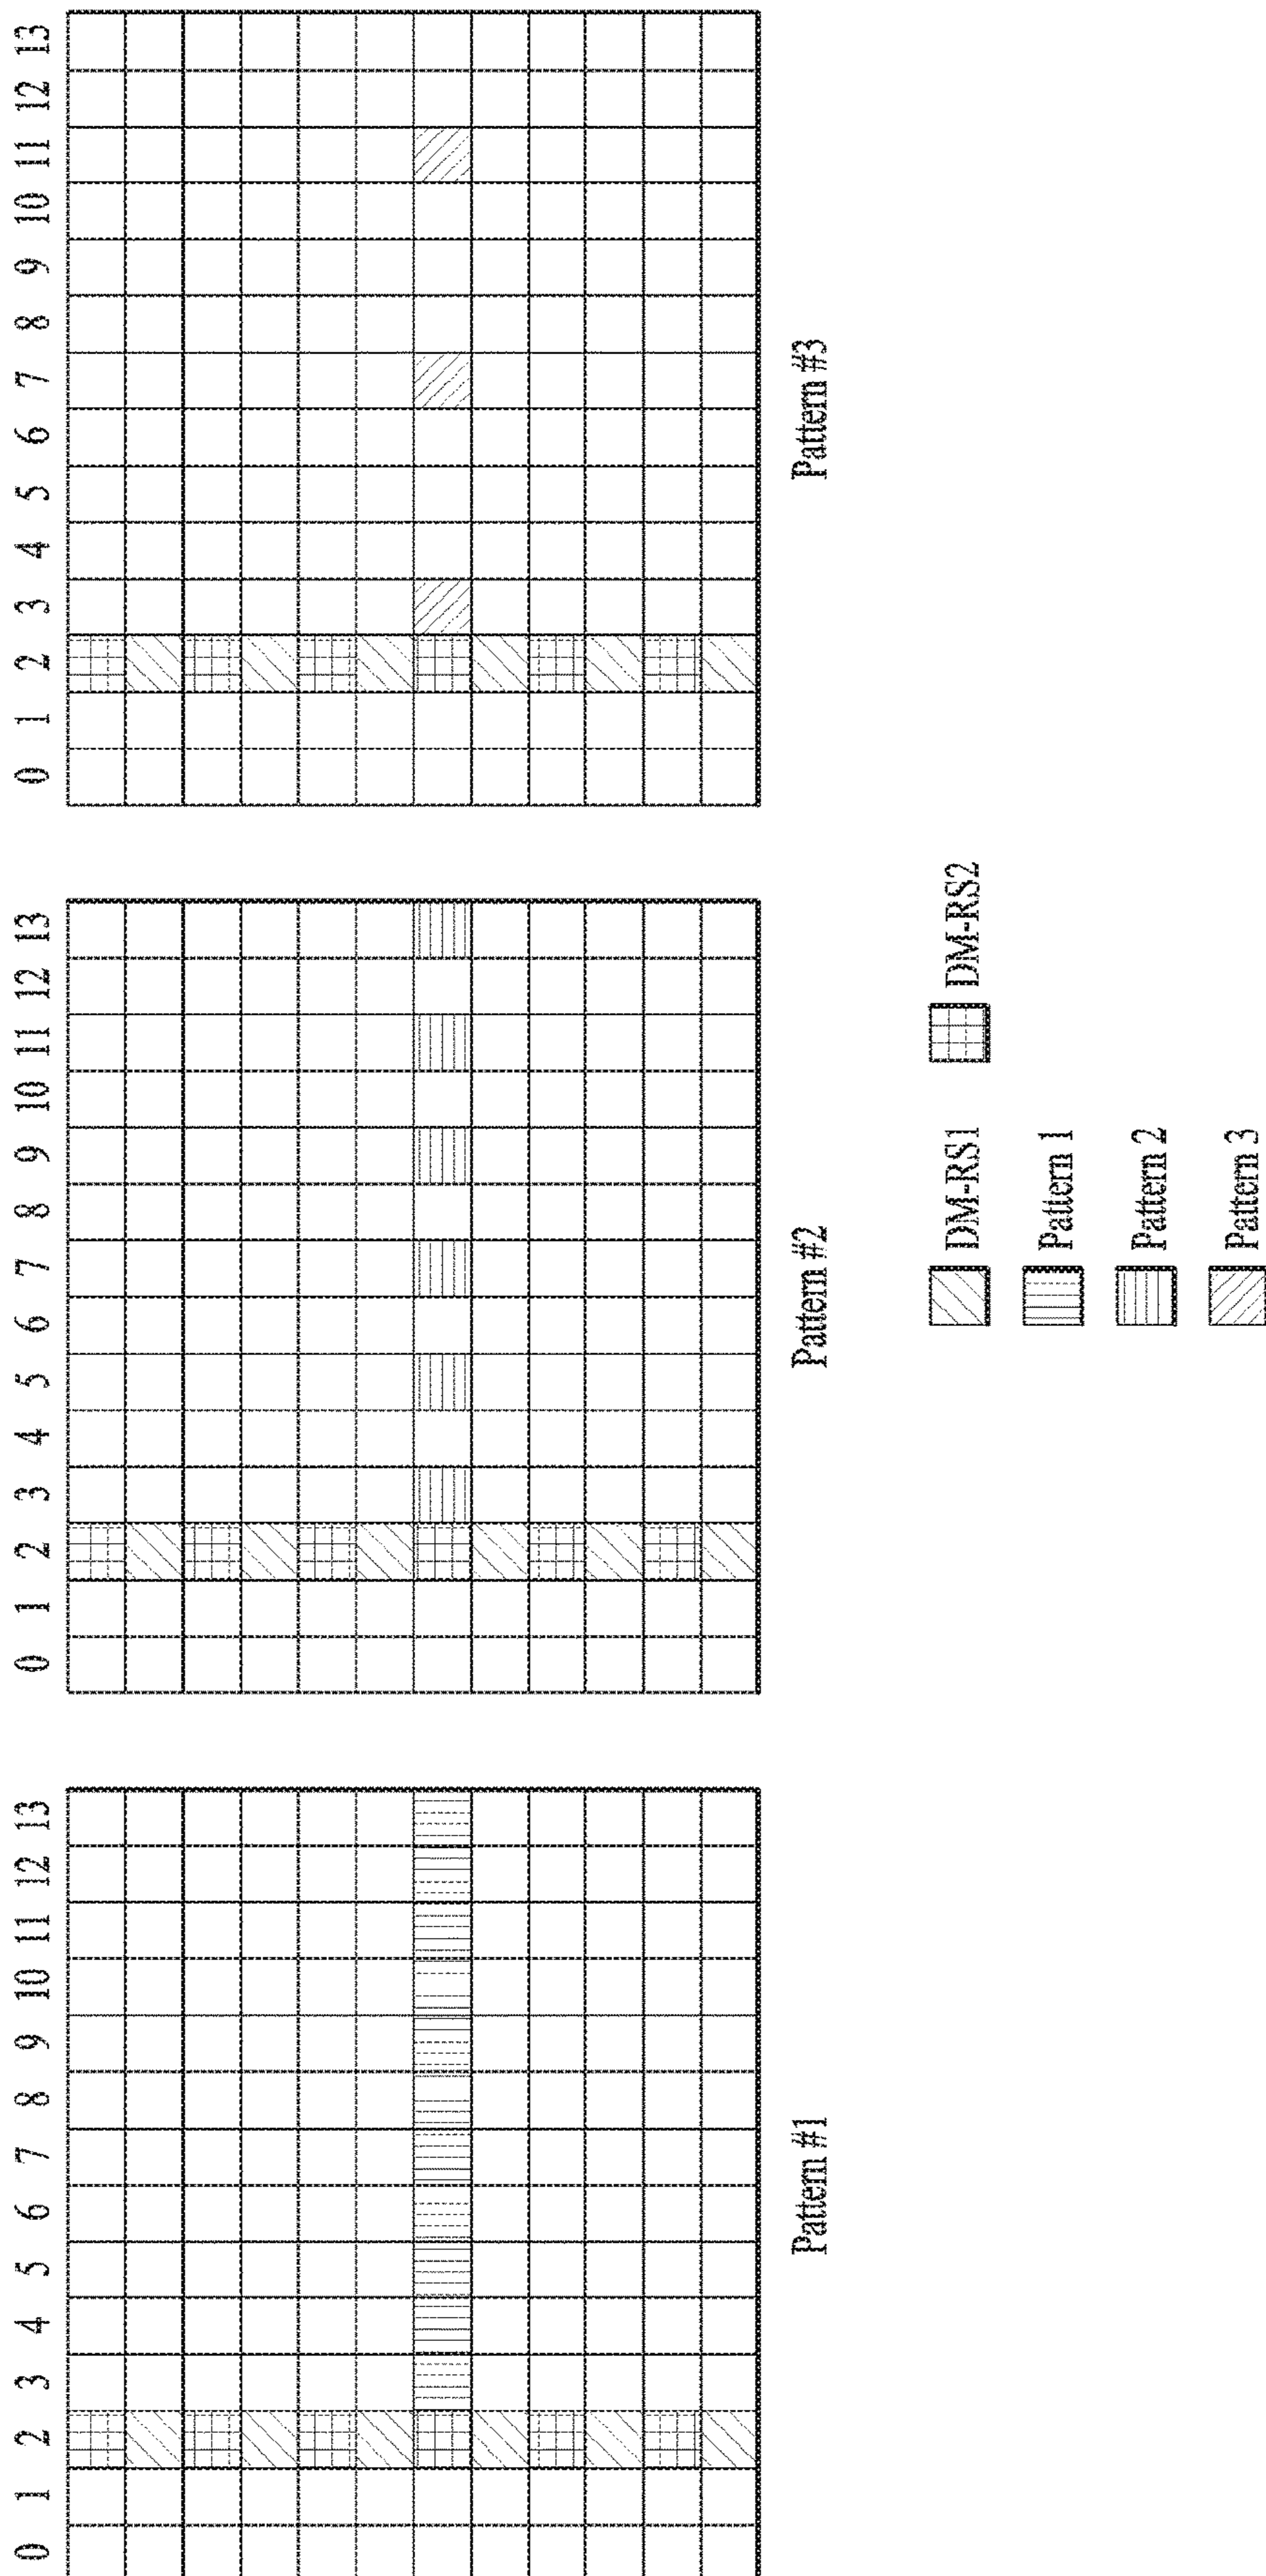 0 1 2 3 4 5 6 7 8 9 10 11 12 13
Pattern #1
0 1 2 3 4 5 6 7 8 9 10 11 12 13
Pattern #2
0 1 2 3 4 5 6 7 8 9 10 11 12 13
Pattern #3
DM-RS1 DM-RS2
Pattern 1
Pattern 2
Pattern 3